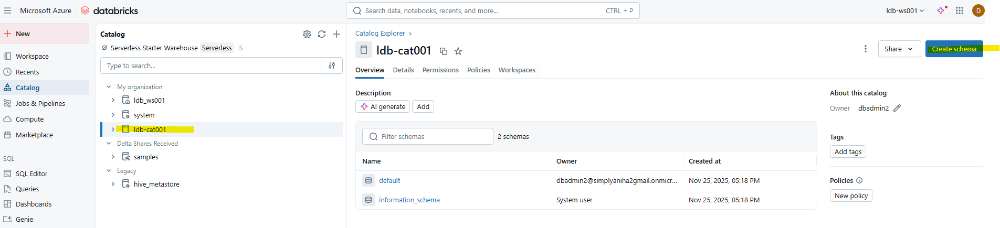 Microsoft Azure databricks
Search data, notebooks, recents, and more... CTRL + P
ldb-ws001
D
New
Workspace
Recents
Catalog
Jobs & Pipelines
Compute
Marketplace
SQL
SQL Editor
Queries
Dashboards
Genie
Catalog
Serverless Starter Warehouse Serverless S
Type to search...
My organization
ldb_ws001
system
ldb-cat001
Delta Shares Received
samples
Legacy
hive_metastore
Catalog Explorer
ldb-cat001
Share
Create schema
Overview Details Permissions Policies Workspaces
Description
AI generate Add
Filter schemas 2 schemas
Name Owner Created at
default dbadmin2@simplyaniha2gmail.onmicr... Nov 25, 2025, 05:18 PM
information_schema System user Nov 25, 2025, 05:18 PM
About this catalog
Owner dbadmin2
Tags
Add tags
Policies
New policy